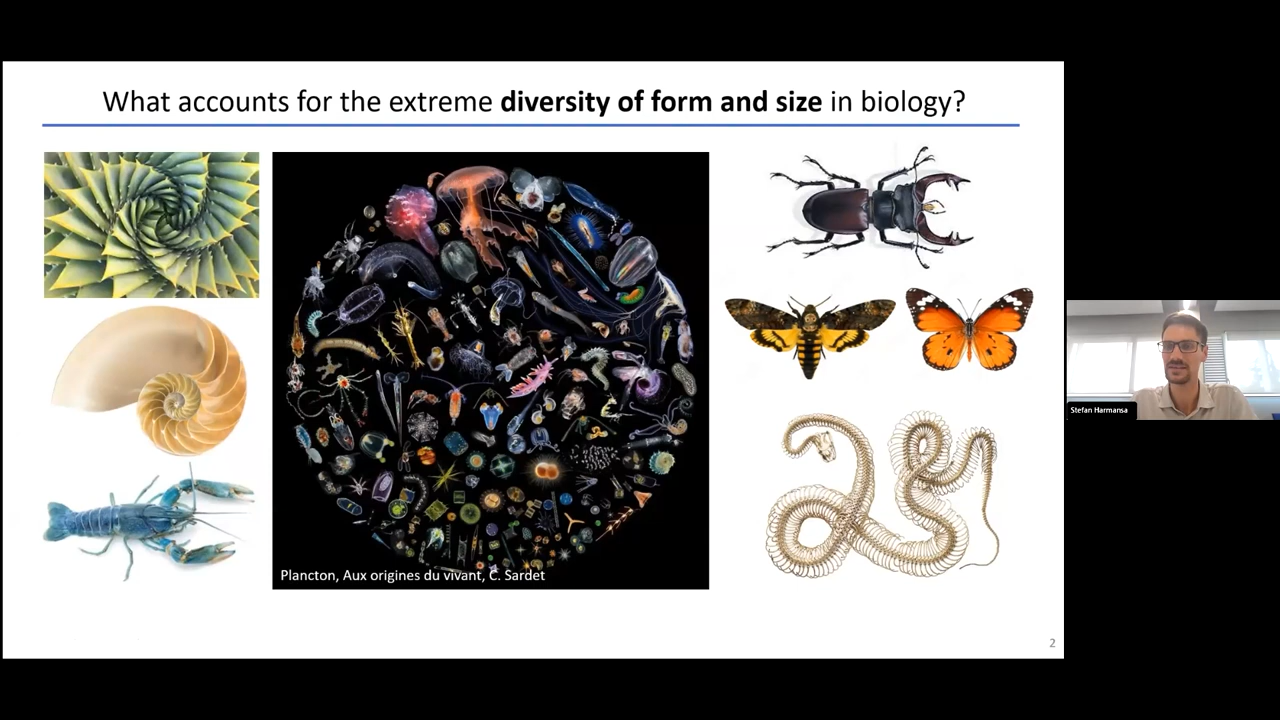 What accounts for the extreme diversity of form and size in biology?
Plancton, Aux origines du vivant, C. Sardet
2
Stefan Harmansa